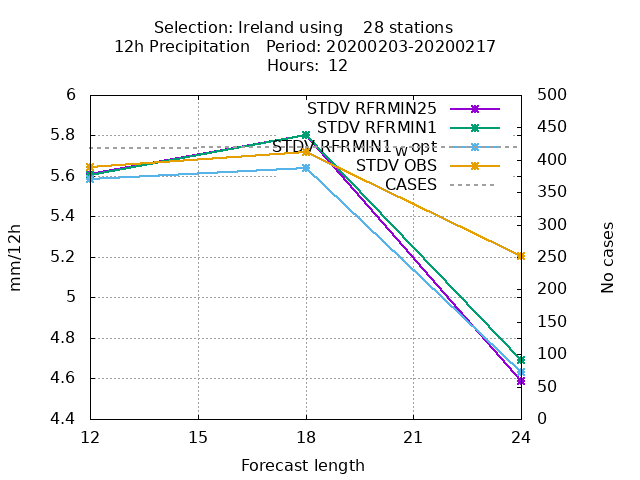 Selection: Ireland using    28 stations
12h Precipitation   Period: 20200203-20200217
Hours:  12
STDV RFRMIN25
STDV RFRMIN1
STDV RFRMIN1_w opt
STDV OBS
CASES
6
5.8
5.6
5.4
5.2
5
4.8
4.6
4.4
mm/12h
500
450
400
350
300
250
200
150
100
50
0
No cases
12 15 18 21 24
Forecast length